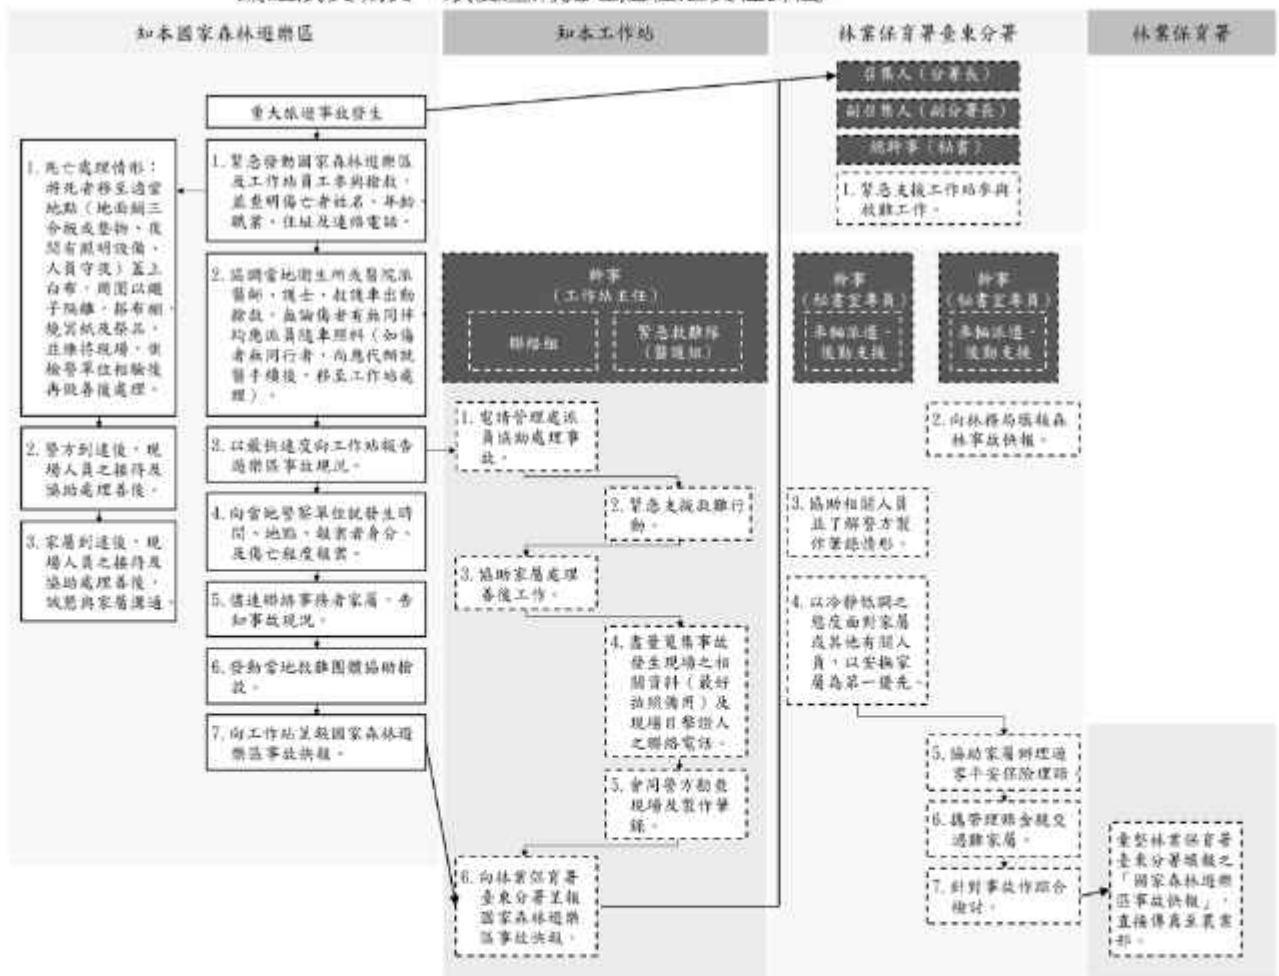 知本國家森林遊樂區
知本工作站
林業保育署臺東分署
林業保育署
重大旅遊事故發生
1. 緊急發動國家森林遊樂區
及工作站員工參與搶救,
並查明傷亡者姓名、年齡、
職業、住址及連絡電話。
2. 協調當地衛生所或醫院派
醫師、護士、救護車出動
搶救,無論傷者有無同伴
均應派員隨車照料(如傷
者無同行者,尚應代辦就
醫手續後,移至工作站處
理)。
3. 以最快速度向工作站報告
遊樂區事故現況。
4. 向當地警察單位就發生時
間、地點、報案者身分、
及傷亡程度報案。
5. 儘速聯絡事務者家屬,告
知事故現況。
6. 發動當地救難團體協助搶
救。
7. 向工作站呈報國家森林遊
樂區事故快報。
1. 死亡處理情形:
將死者移至適當
地點(地面鋪三
合板或墊物、夜
間有照明設備、
人員守夜)蓋上
白布,周圍以繩
子隔離,搭布棚,
燒冥紙及祭品,
並維持現場,俟
檢警單位相驗後
再做善後處理。
2. 警方到達後,現
場人員之接待及
協助處理善後。
3. 家屬到達後,現
場人員之接待及
協助處理善後,
誠懇與家屬溝通。
幹事
(工作站主任)
聯絡組
緊急救難隊
(醫護組)
1. 電請管理處派
員協助處理事
故。
2. 緊急支援救難行
動。
3. 協助家屬處理
善後工作。
4. 盡量蒐集事故
發生現場之相
關資料(最好
拍照備用)及
現場目擊證人
之聯絡電話。
5. 會同警方勘查
現場及製作筆
錄。
6. 向林業保育署
臺東分署呈報
國家森林遊樂
區事故快報。
召集人(分署長)
副召集人(副分署長)
總幹事(秘書)
1. 緊急支援工作站參與
救難工作。
幹事
(秘書室專員)
車輛派遣、
後勤支援
幹事
(秘書室專員)
車輛派遣、
後勤支援
2. 向林務局填報森
林事故快報。
3. 協助相關人員
並了解警方製
作筆錄情形。
4. 以冷靜低調之
態度面對家屬
或其他有關人
員,以安撫家
屬為第一優先。
5. 協助家屬辦理遊
客平安保險理賠
6. 攜管理賠金親交
遇難家屬。
7. 針對事故作綜合
檢討。
彙整林業保育署
臺東分署填報之
「國家森林遊樂
區事故快報」,
直接傳真至農業
部。